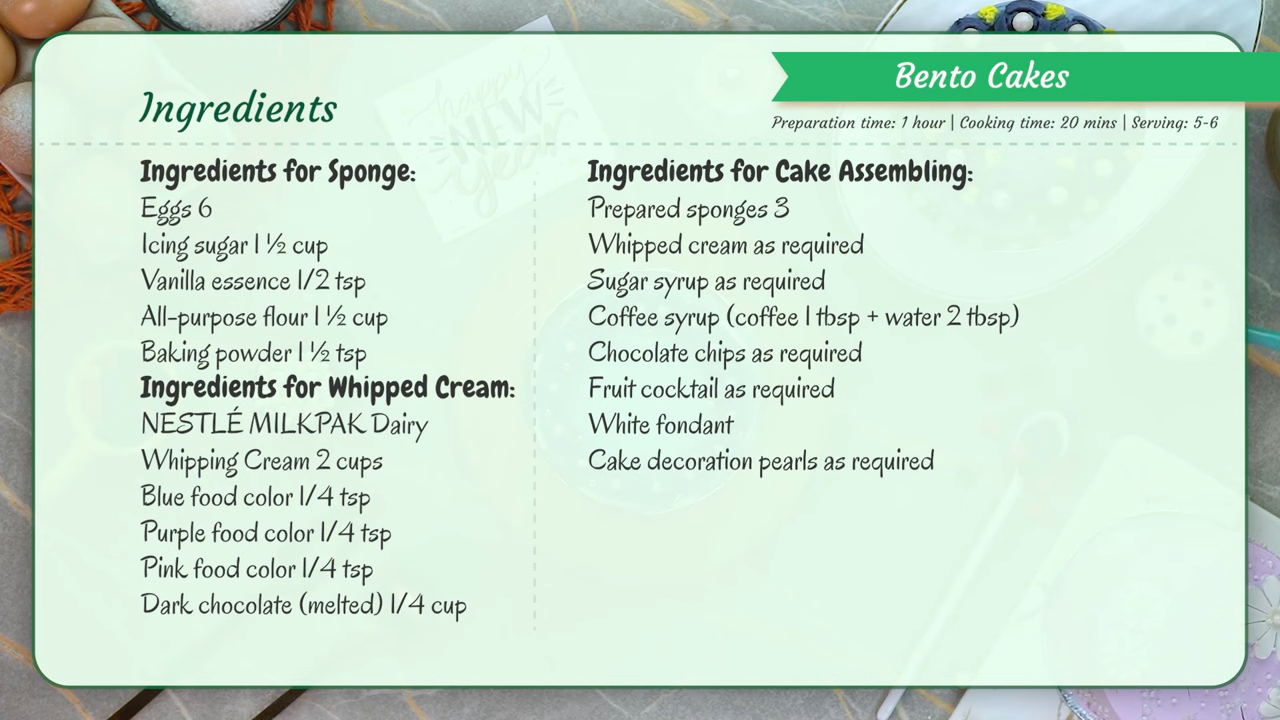 Bento Cakes
Preparation time: 1 hour | Cooking time: 20 mins | Serving: 5-6
Ingredients
Ingredients for Sponge:
Eggs 6
Icing sugar 1 ½ cup
Vanilla essence 1/2 tsp
All-purpose flour 1 ½ cup
Baking powder 1 ½ tsp
Ingredients for Whipped Cream:
NESTLÉ MILKPAK Dairy
Whipping Cream 2 cups
Blue food color 1/4 tsp
Purple food color 1/4 tsp
Pink food color 1/4 tsp
Dark chocolate (melted) 1/4 cup
Ingredients for Cake Assembling:
Prepared sponges 3
Whipped cream as required
Sugar syrup as required
Coffee syrup (coffee 1 tbsp + water 2 tbsp)
Chocolate chips as required
Fruit cocktail as required
White fondant
Cake decoration pearls as required
happy
NEW
year